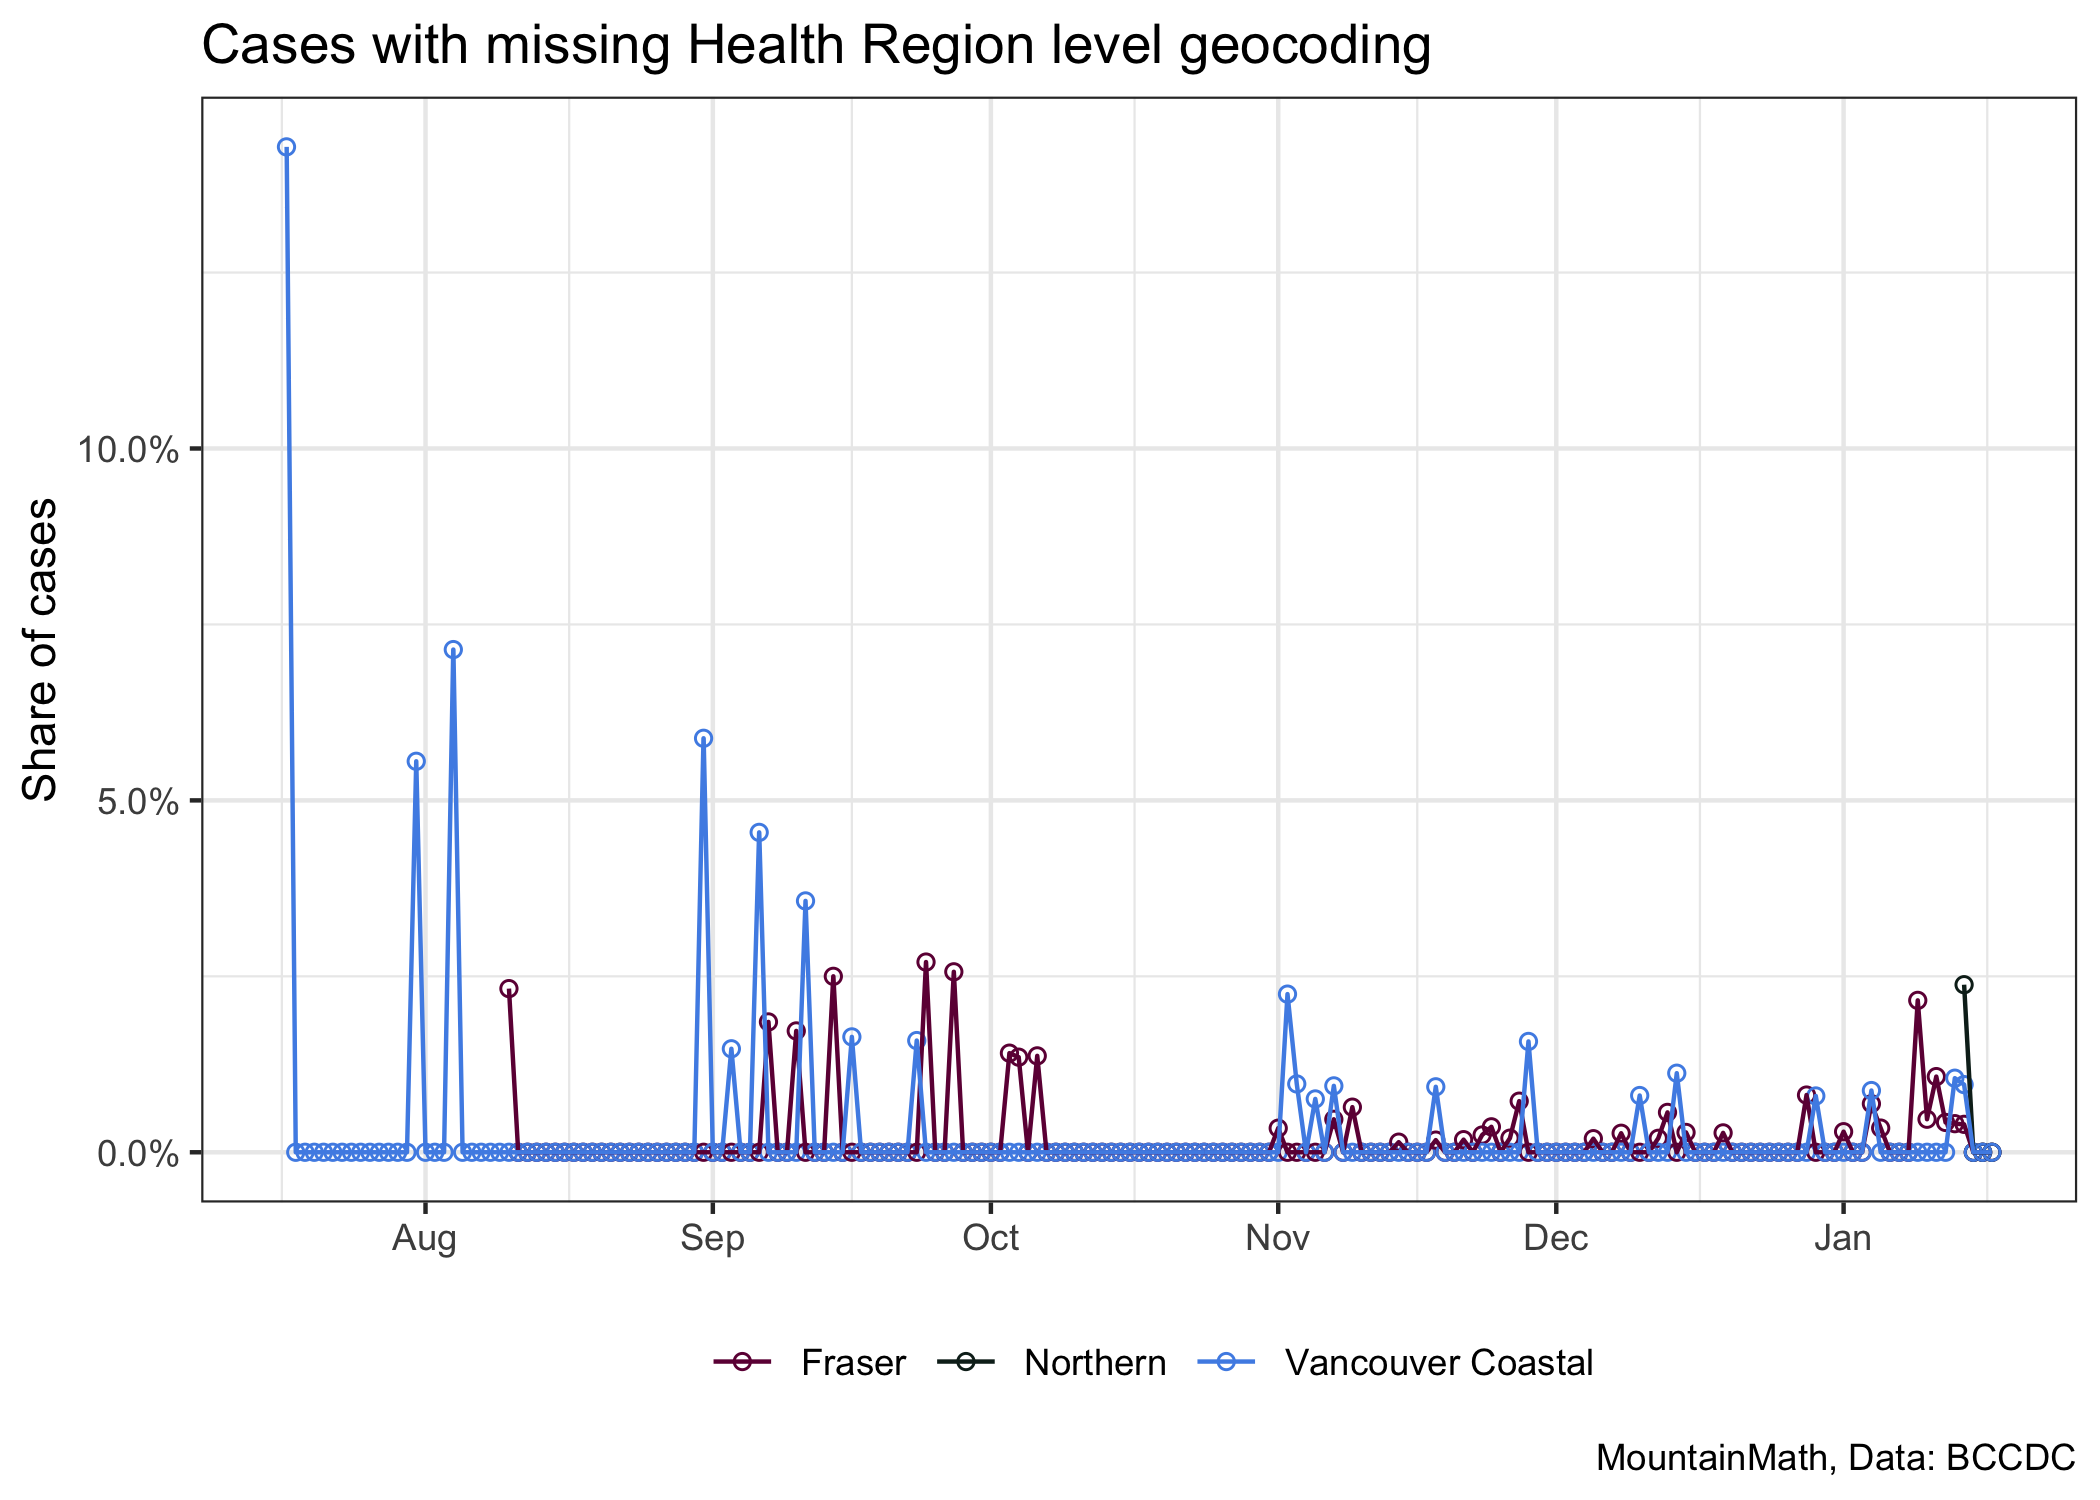 Cases with missing Health Region level geocoding
Share of cases
10.0%
5.0%
0.0%
Aug Sep Oct Nov Dec Jan
Fraser Northern Vancouver Coastal
MountainMath, Data: BCCDC